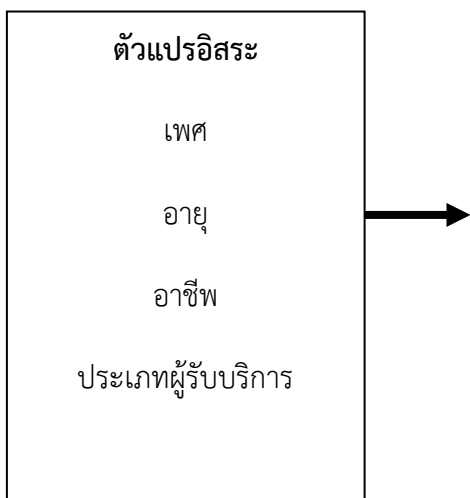 ตัวแปรอิสระ
เพศ
อายุ
อาชีพ
ประเภทผู้รับบริการ